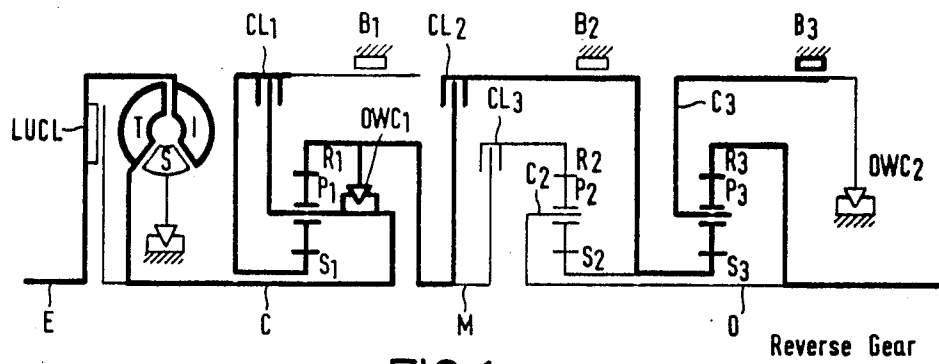 CL1
B1
CL2
B2
B3
CL3
C3
OWC1
LUCL
T
I
S
R1
P1
R2
P2
C2
R3
P3
OWC2
S1
S2
S3
E
C
M
O
Reverse Gear